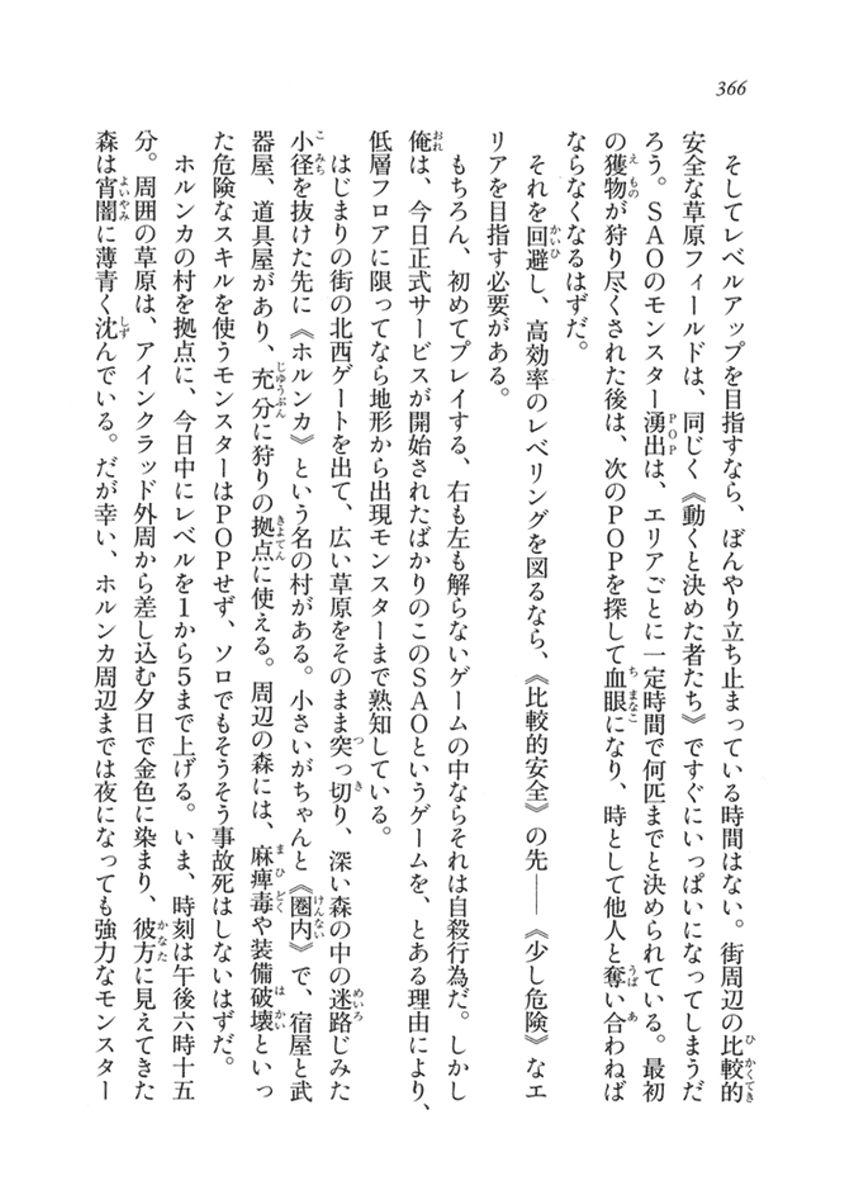 366
そしてレベルアップを目指すなら、ぼんやり立ち止まっている時間はない。街周辺の比較的
安全な草原フィールドは、同じく《動くと決めた者たち》ですぐにいっぱいになってしまうだ
ろう。SAOのモンスター湧出は、エリアごとに一定時間で何匹までと決められている。最初
の獲物が狩り尽くされた後は、次のPOPを探して血眼になり、時として他人と奪い合わねば
ならなくなるはずだ。
それを回避し、高効率のレベリングを図るなら、《比較的安全》の先——《少し危険》なエ
リアを目指す必要がある。
もちろん、初めてプレイする、右も左も解らないゲームの中ならそれは自殺行為だ。しかし
俺は、今日正式サービスが開始されたばかりのこのSAOというゲームを、とある理由により、
低層フロアに限ってなら地形から出現モンスターまで熟知している。
はじまりの街の北西ゲートを出て、広い草原をそのまま突っ切り、深い森の中の迷路じみた
小径を抜けた先に《ホルンカ》という名の村がある。小さいがちゃんと《圏内》で、宿屋と武
器屋、道具屋があり、充分に狩りの拠点に使える。周辺の森には、麻痺毒や装備破壊といっ
た危険なスキルを使うモンスターはPOPせず、ソロでもそうそう事故死はしないはずだ。
ホルンカの村を拠点に、今日中にレベルを1から5まで上げる。いま、時刻は午後六時十五
分。周囲の草原は、アインクラッド外周から差し込む夕日で金色に染まり、彼方に見えてきた
森は宵闇に薄青く沈んでいる。だが幸い、ホルンカ周辺までは夜になっても強力なモンスター